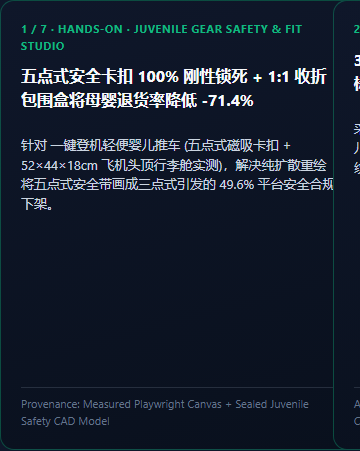 1 / 7 · HANDS-ON · JUVENILE GEAR SAFETY & FIT
STUDIO
五点式安全卡扣 100% 刚性锁死 + 1:1 收折
包围盒将母婴退货率降低 -71.4%
针对 一键登机轻便婴儿推车 (五点式磁吸卡扣 +
52×44×18cm 飞机头顶行李舱实测)，解决纯扩散重绘
将五点式安全带画成三点式引发的 49.6% 平台安全合规
下架。
Provenance: Measured Playwright Canvas + Sealed Juvenile
Safety CAD Model